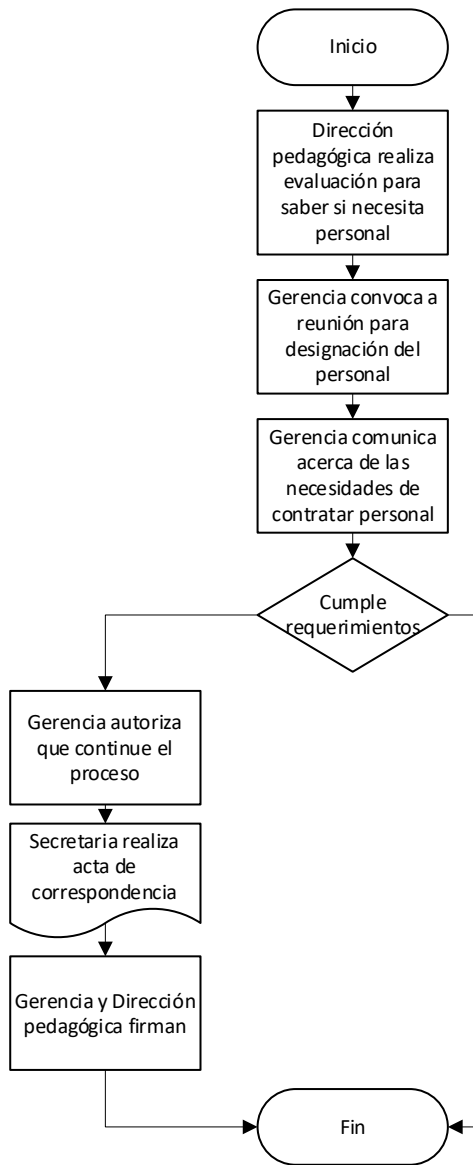 Inicio
Dirección
pedagógica realiza
evaluación para
saber si necesita
personal
Gerencia convoca a
reunión para
designación del
personal
Gerencia comunica
acerca de las
necesidades de
contratar personal
Cumple
requerimientos
Gerencia autoriza
que continue el
proceso
Secretaria realiza
acta de
correspondencia
Gerencia y Dirección
pedagógica firman
Fin